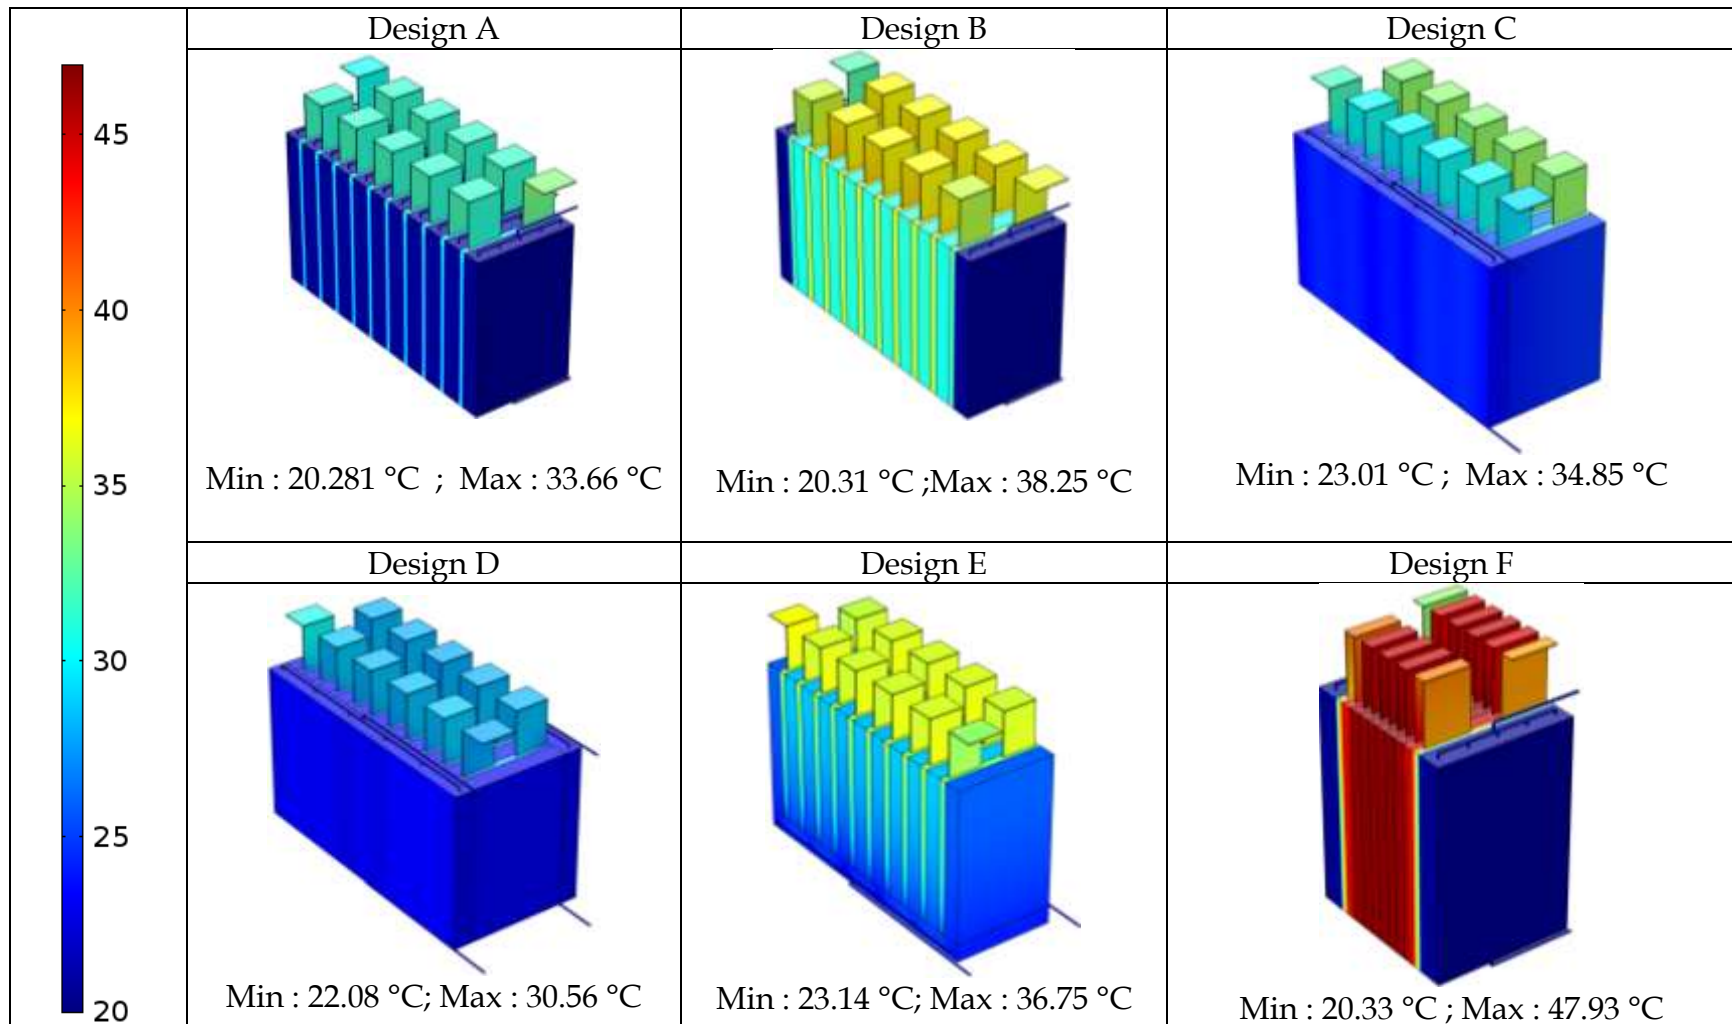 Design A
Design B
Design C
45
40
35
30
25
20
Min : 20.281 °C ; Max : 33.66 °C
Min : 20.31 °C ;Max : 38.25 °C
Min : 23.01 °C ; Max : 34.85 °C
Design D
Design E
Design F
Min : 22.08 °C; Max : 30.56 °C
Min : 23.14 °C; Max : 36.75 °C
Min : 20.33 °C ; Max : 47.93 °C